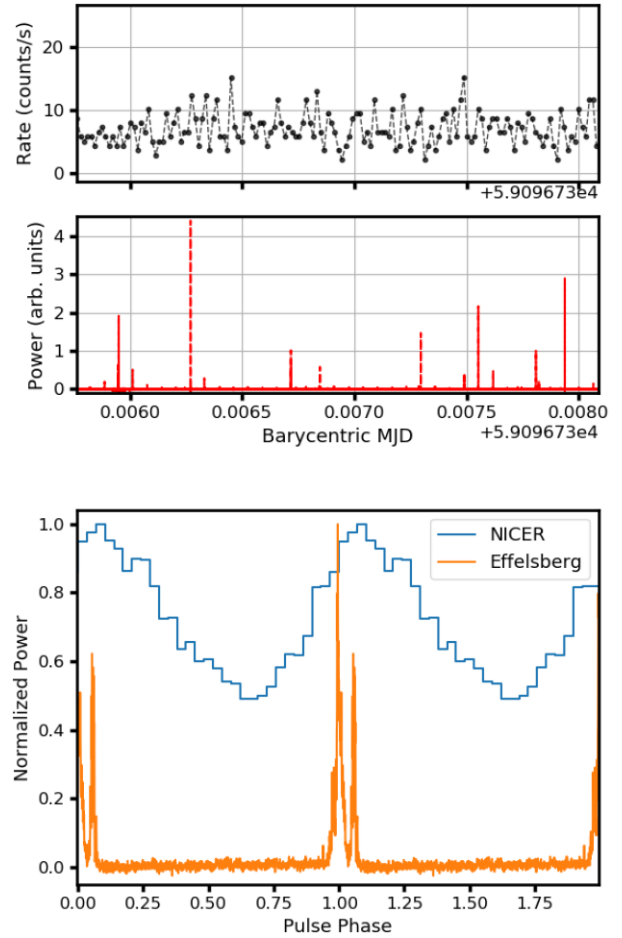 Rate (counts/s)
20
10
0
+5.909673e4
Power (arb. units)
4
3
2
1
0
0.0060 0.0065 0.0070 0.0075 0.0080
Barycentric MJD
+5.909673e4
Normalized Power
1.0
0.8
0.6
0.4
0.2
0.0
NICER
Effelsberg
0.00 0.25 0.50 0.75 1.00 1.25 1.50 1.75
Pulse Phase